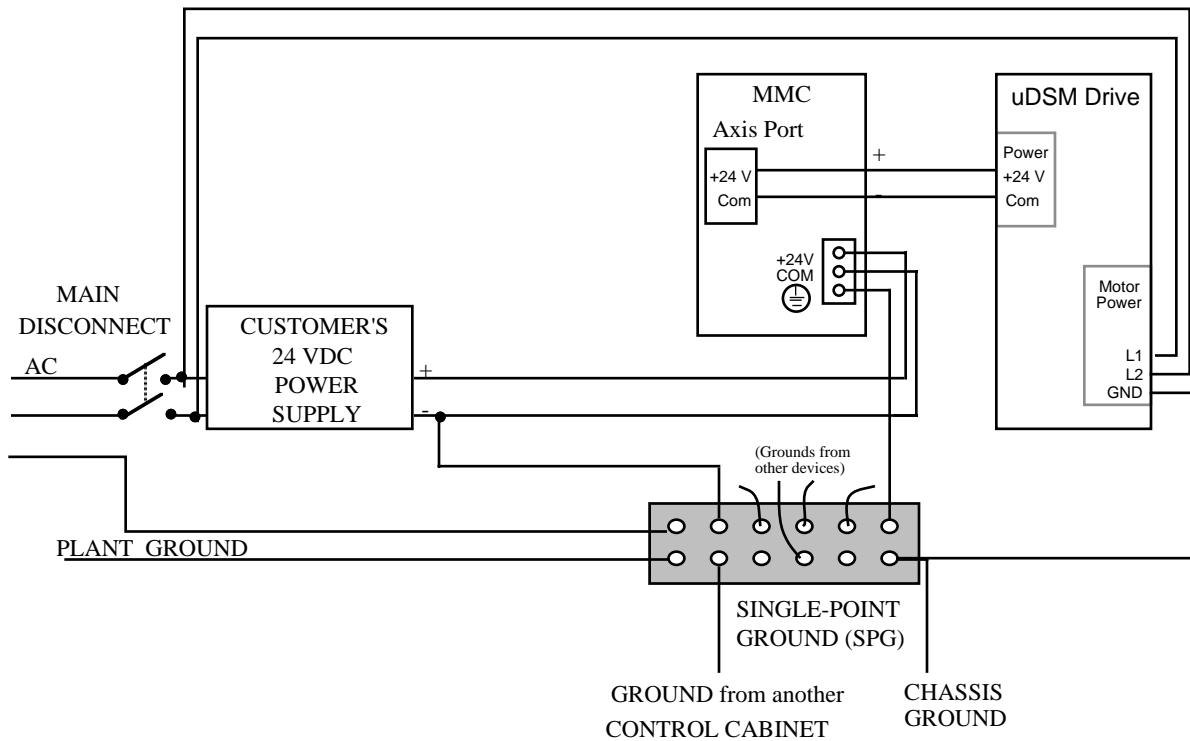 MMC
Axis Port
+24 V
Com
+
-
+24V
COM
uDSM Drive
Power
+24 V
Com
Motor
Power
L1
L2
GND
MAIN
DISCONNECT
AC
CUSTOMER'S
24 VDC
POWER
SUPPLY
+
-
(Grounds from
other devices)
PLANT GROUND
SINGLE-POINT
GROUND (SPG)
GROUND from another
CONTROL CABINET
CHASSIS
GROUND